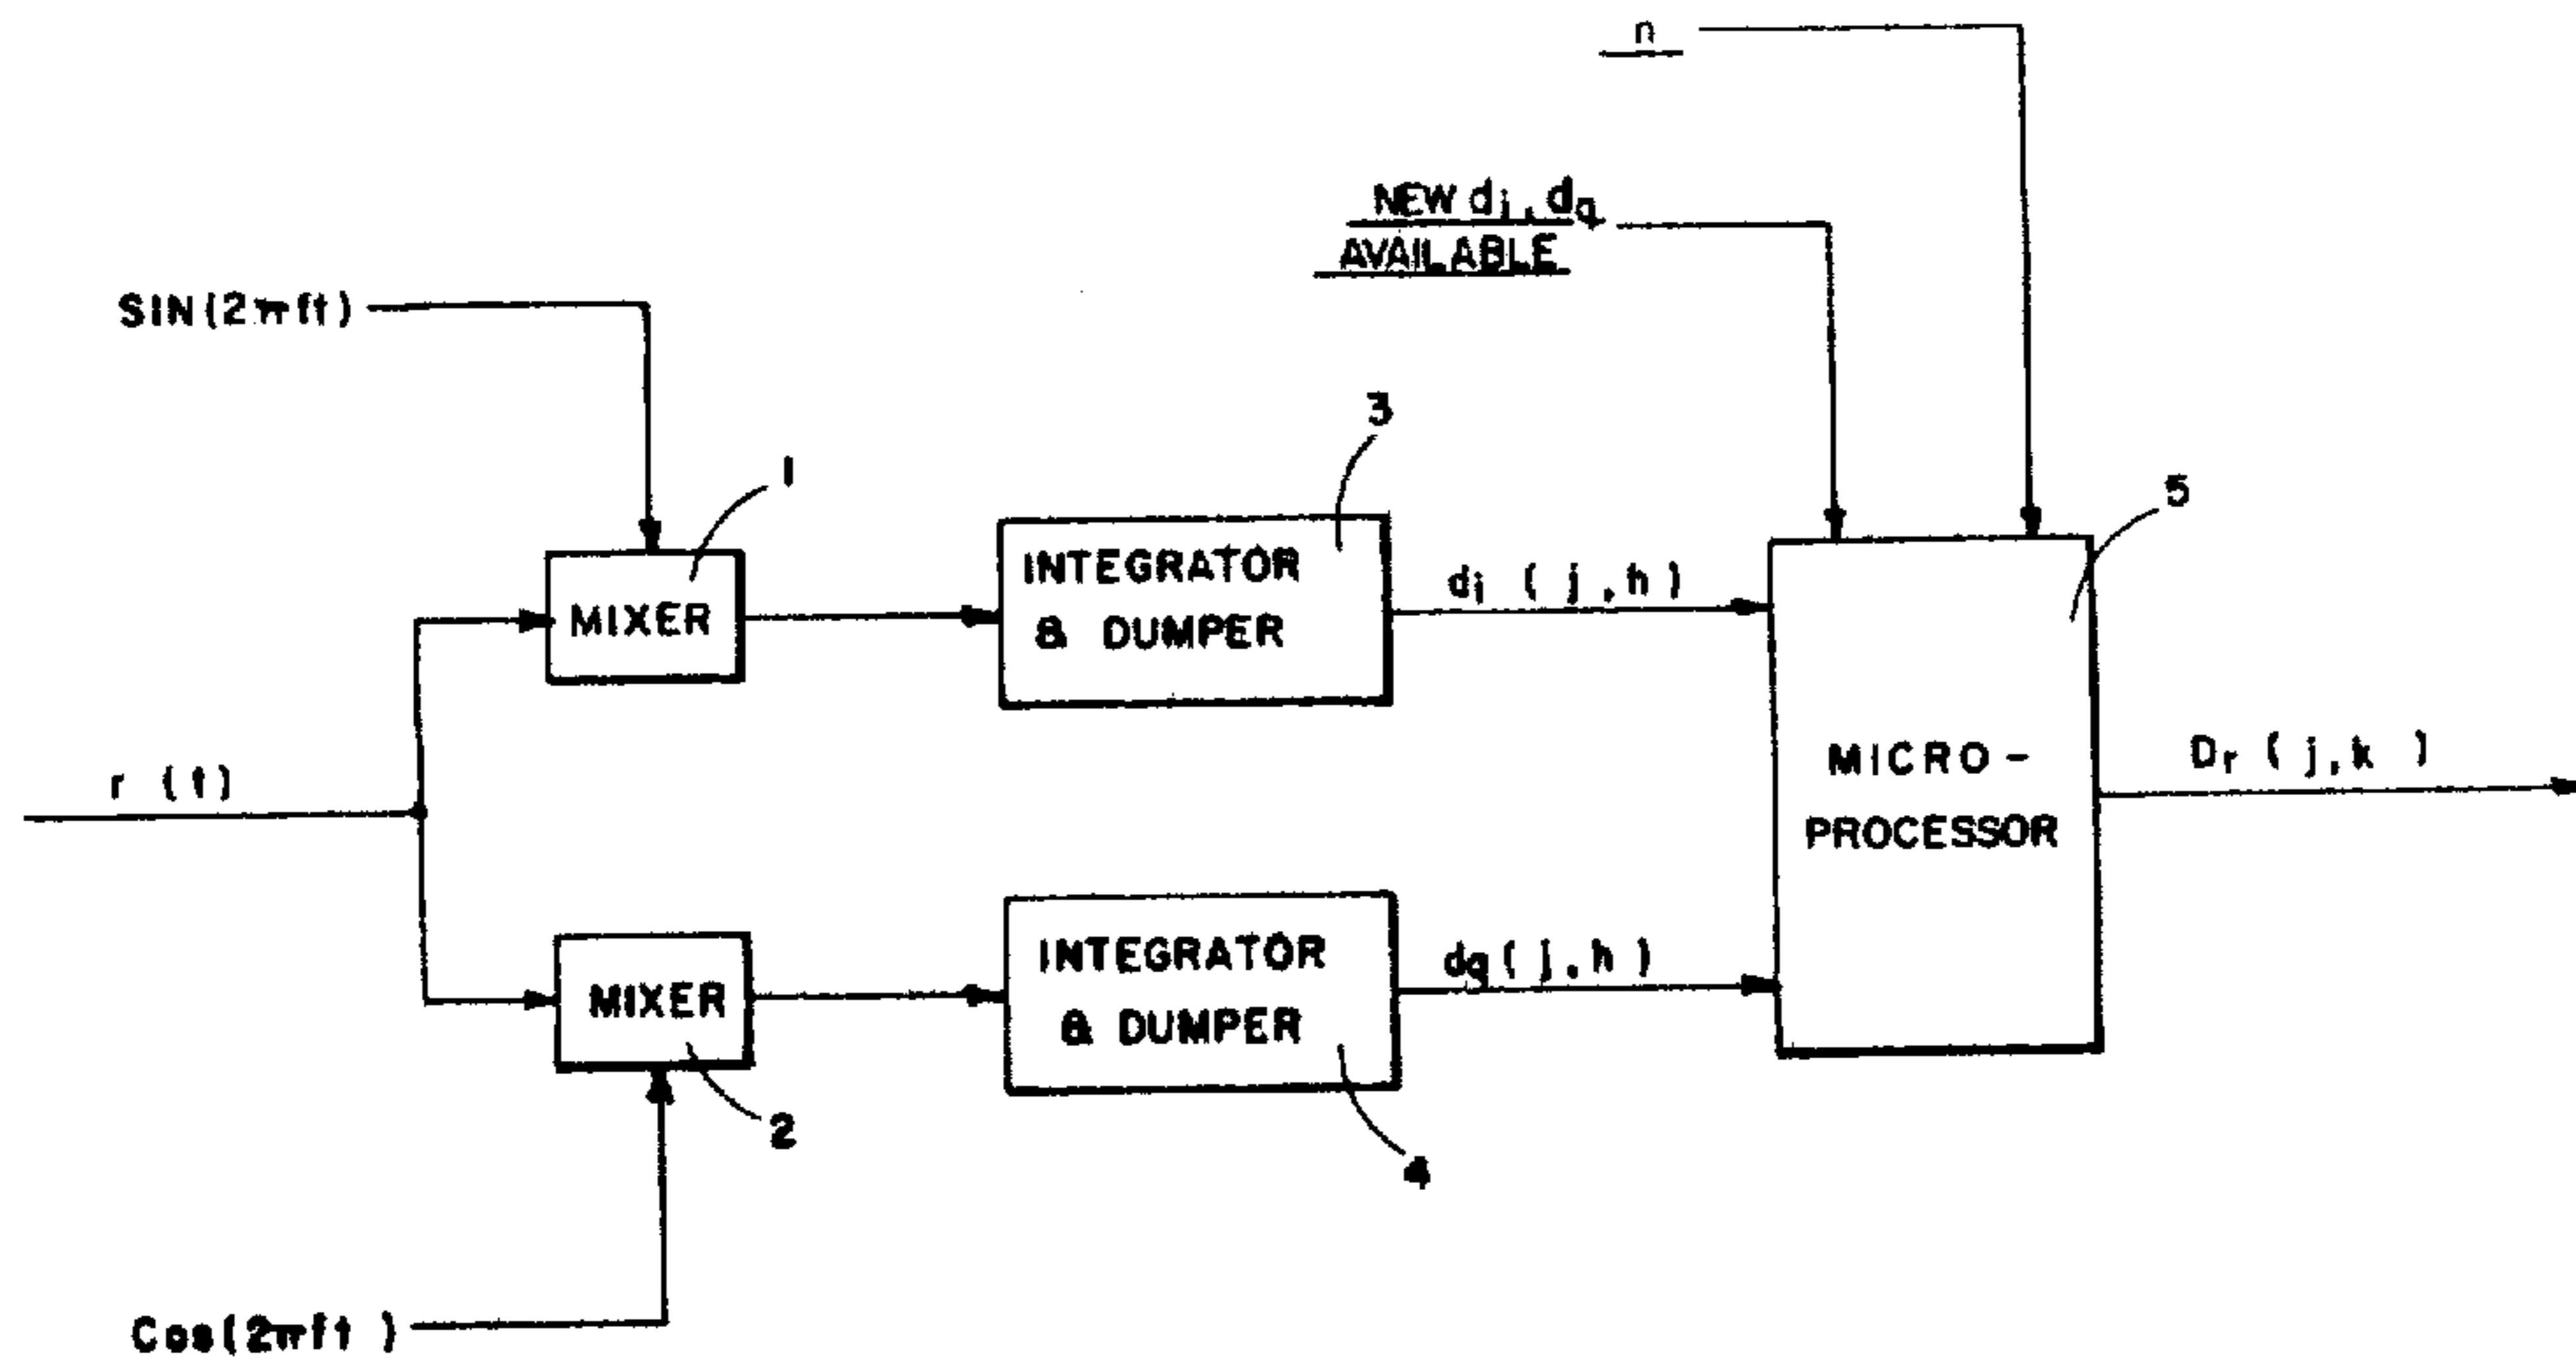 n
NEW di, dq
AVAILABLE
SIN(2πft)
3
1
5
INTEGRATOR
& DUMPER
di (j,h)
MIXER
MICRO-
PROCESSOR
Dr (j,k)
r (t)
INTEGRATOR
& DUMPER
dq (j,h)
MIXER
2
4
Cos(2πft)